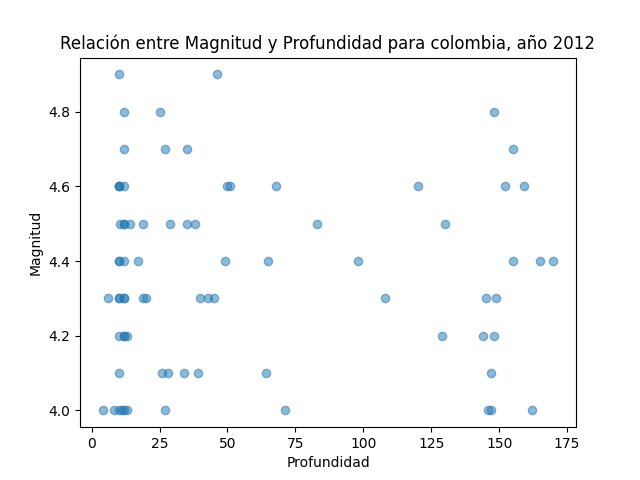 Relación entre Magnitud y Profundidad para colombia, año 2012
4.8
4.6
4.4
4.2
4.0
Magnitud
0 25 50 75 100 125 150 175
Profundidad